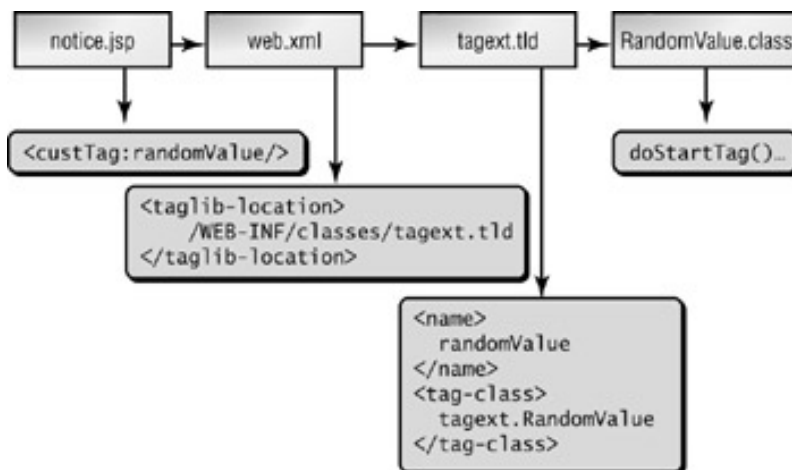 notice.jsp
web.xml
tagext.tld
RandomValue.class
<custTag:randomValue/>
doStartTag()…
<taglib-location>
/WEB-INF/classes/tagext.tld
</taglib-location>
<name>
randomValue
</name>
<tag-class>
tagext.RandomValue
</tag-class>